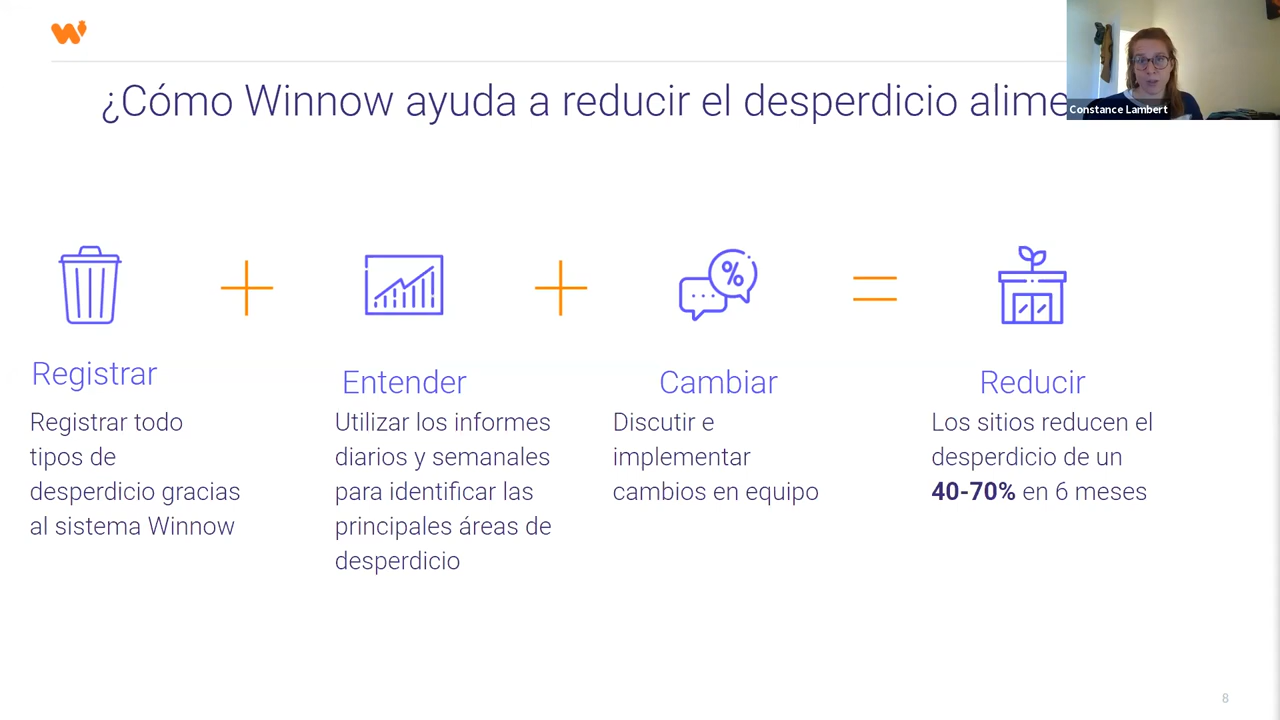 ¿Cómo Winnow ayuda a reducir el desperdicio
Constance Lambert
Registrar
Registrar todo
tipos de
desperdicio gracias
al sistema Winnow
Entender
Utilizar los informes
diarios y semanales
para identificar las
principales áreas de
desperdicio
%
Cambiar
Discutir e
implementar
cambios en equipo
Reducir
Los sitios reducen el
desperdicio de un
40-70% en 6 meses
8